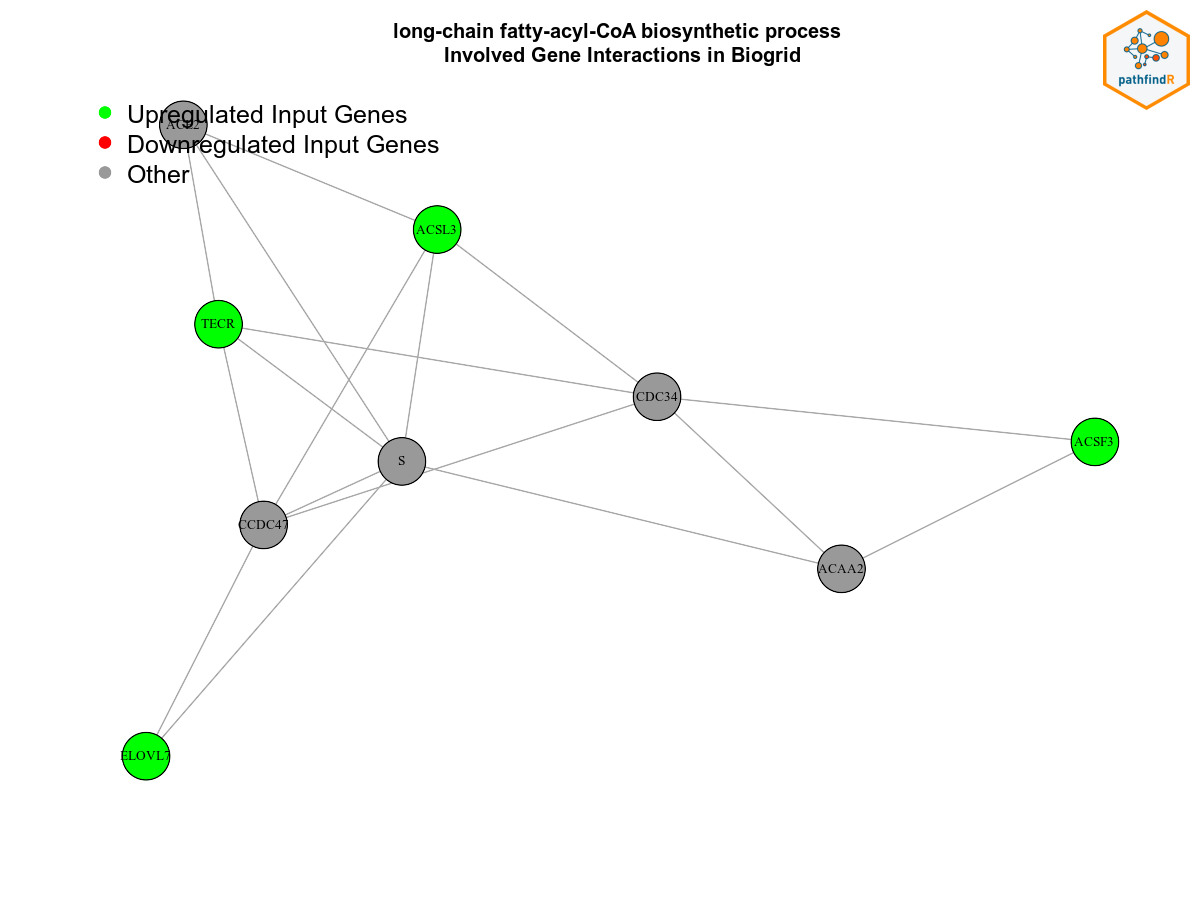 long-chain fatty-acyl-CoA biosynthetic process
Involved Gene Interactions in Biogrid
pathfindR
Upregulated Input Genes
Downregulated Input Genes
Other
ACSL3
TECR
CDC34
ACSF3
S
CCDC47
ACAA2
ELOVL7